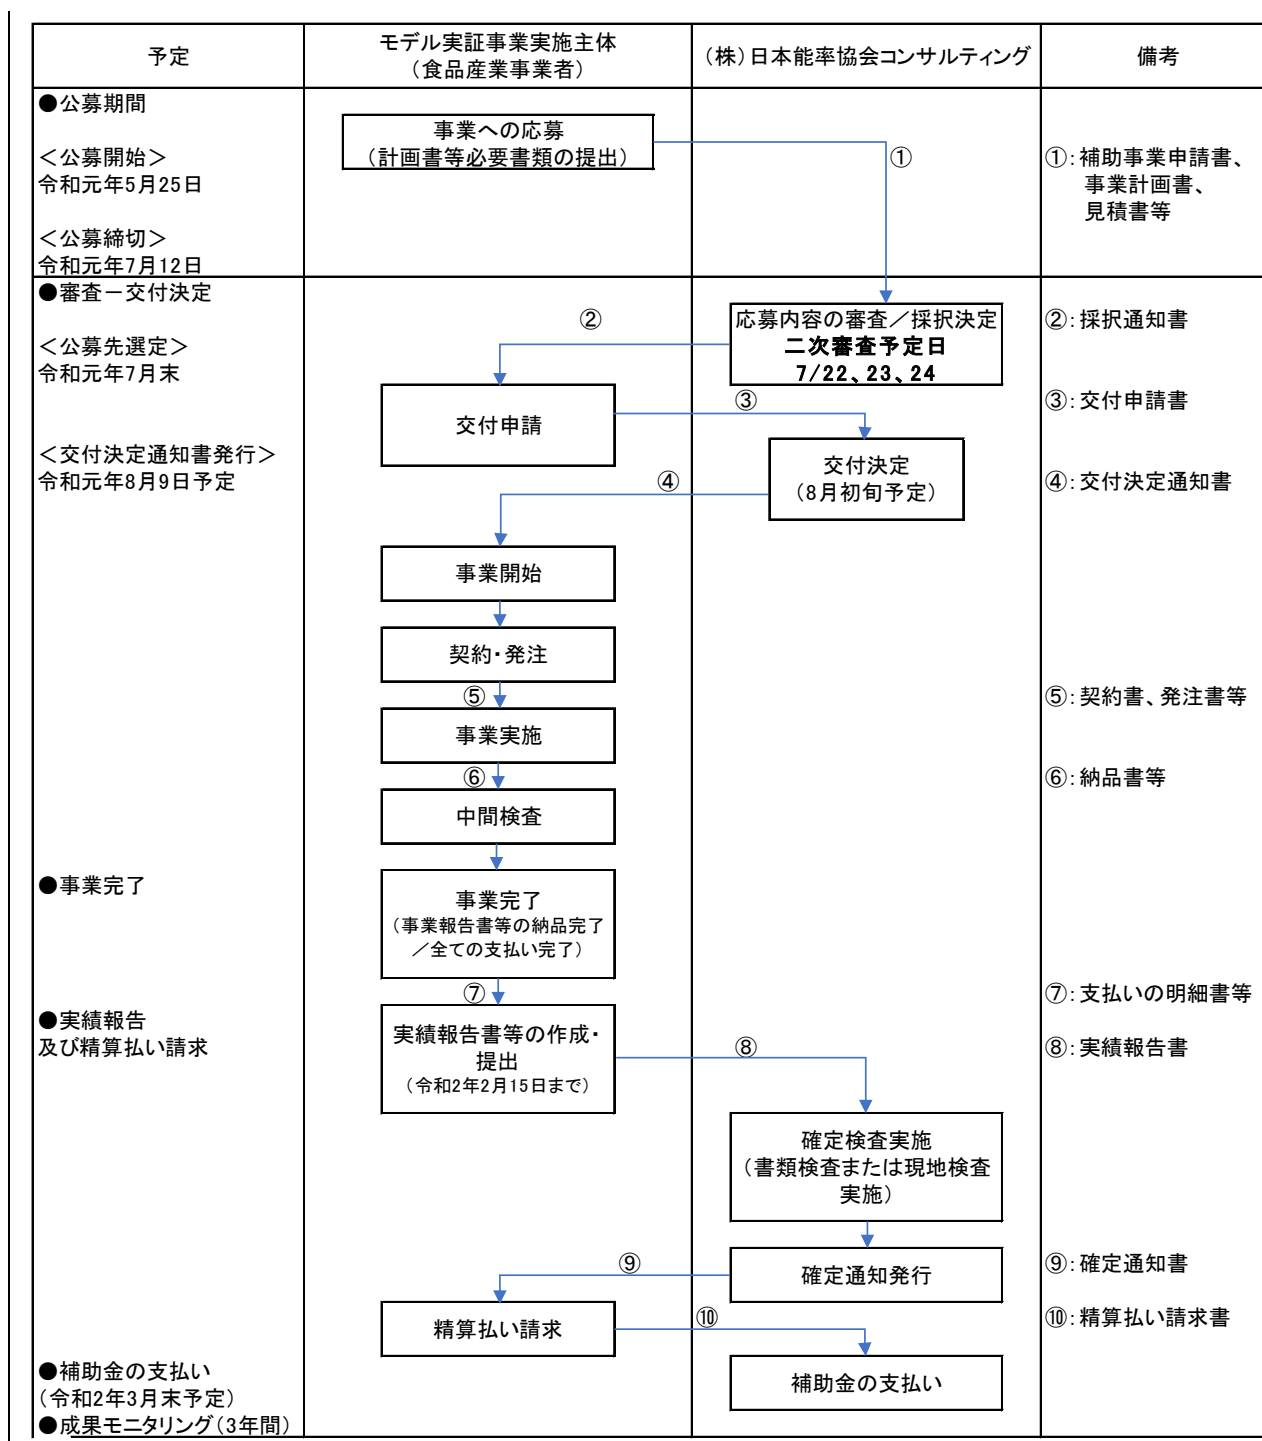 予定
モデル実証事業実施主体
（食品産業事業者）
（株）日本能率協会コンサルティング
備考
●公募期間
＜公募開始＞
令和元年5月25日
＜公募締切＞
令和元年7月12日
事業への応募
（計画書等必要書類の提出）
①
①：補助事業申請書、
事業計画書、
見積書等
●審査－交付決定
＜公募先選定＞
令和元年7月末
＜交付決定通知書発行＞
令和元年8月9日予定
②
応募内容の審査／採択決定
二次審査予定日
7/22、23、24
②：採択通知書
交付申請
③
③：交付申請書
交付決定
（8月初旬予定）
④
④：交付決定通知書
事業開始
契約・発注
⑤
⑤：契約書、発注書等
事業実施
⑥
⑥：納品書等
中間検査
●事業完了
事業完了
（事業報告書等の納品完了
／全ての支払い完了）
⑦
⑦：支払いの明細書等
●実績報告
及び精算払い請求
実績報告書等の作成・
提出
（令和2年2月15日まで）
⑧
⑧：実績報告書
確定検査実施
（書類検査または現地検査
実施）
⑨
確定通知発行
⑨：確定通知書
精算払い請求
⑩
⑩：精算払い請求書
●補助金の支払い
（令和2年3月末予定）
●成果モニタリング（3年間）
補助金の支払い